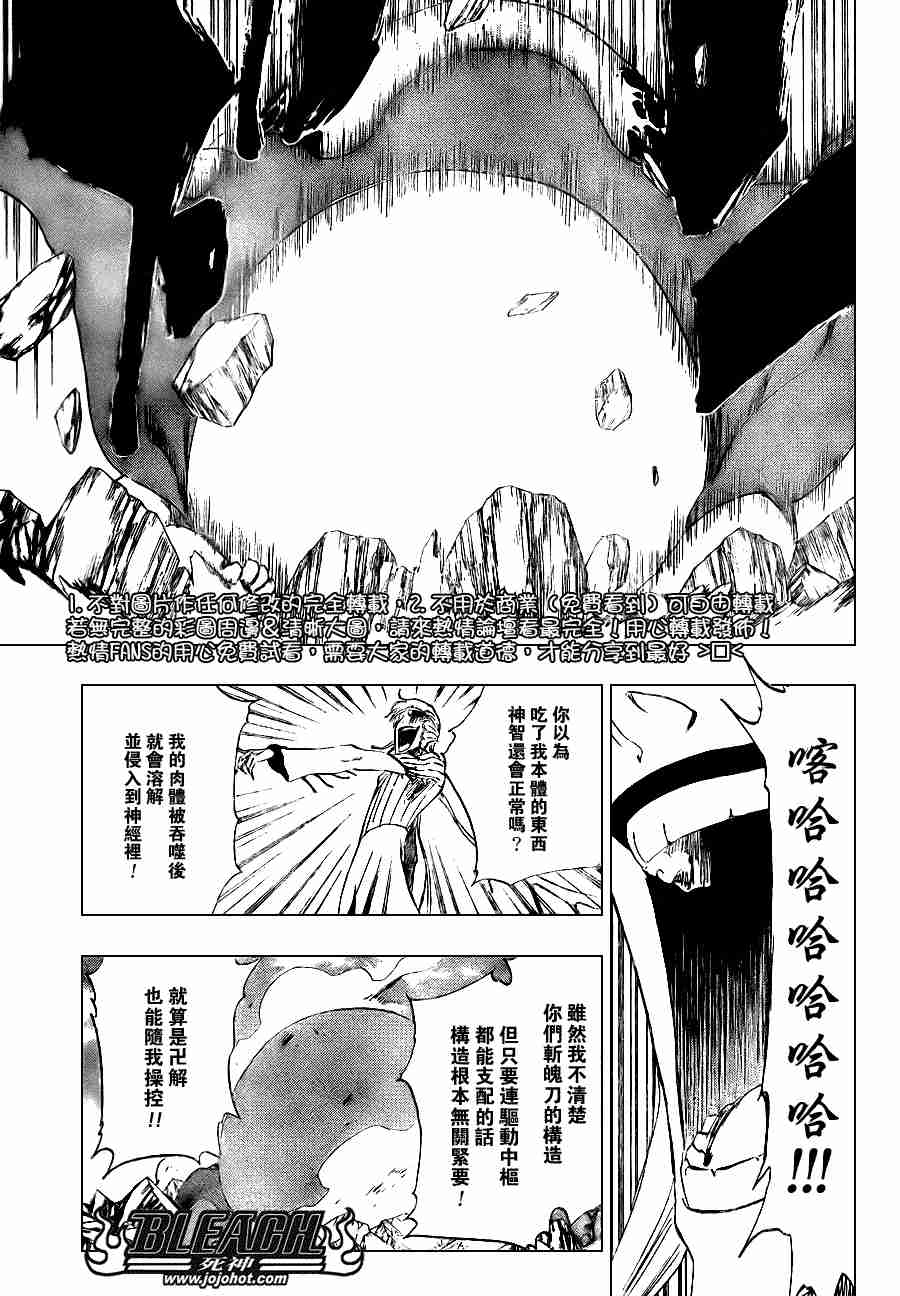 1. 不對圖片作任何修改的完全轉載，2. 不用於商業（免費看到）可自由轉載
若無完整的彩圖周漫&清晰大圖，請來熱情論壇看最完全！用心轉載發佈！
熱情FANS的用心免費試看，需要大家的轉載道德，才能分享到最好 >口<
喀哈哈哈哈哈哈!!!
你以為
吃了我本體的東西
神智還會正常嗎？
我的肉體被吞噬後
就會溶解
並侵入到神經裡！
雖然我不清楚
你們斬魄刀的構造
但只要連驅動中樞
都能支配的話
構造根本無關緊要！
就算是卍解
也能隨我操控!!
BLEACH
死神
www.jojohot.com